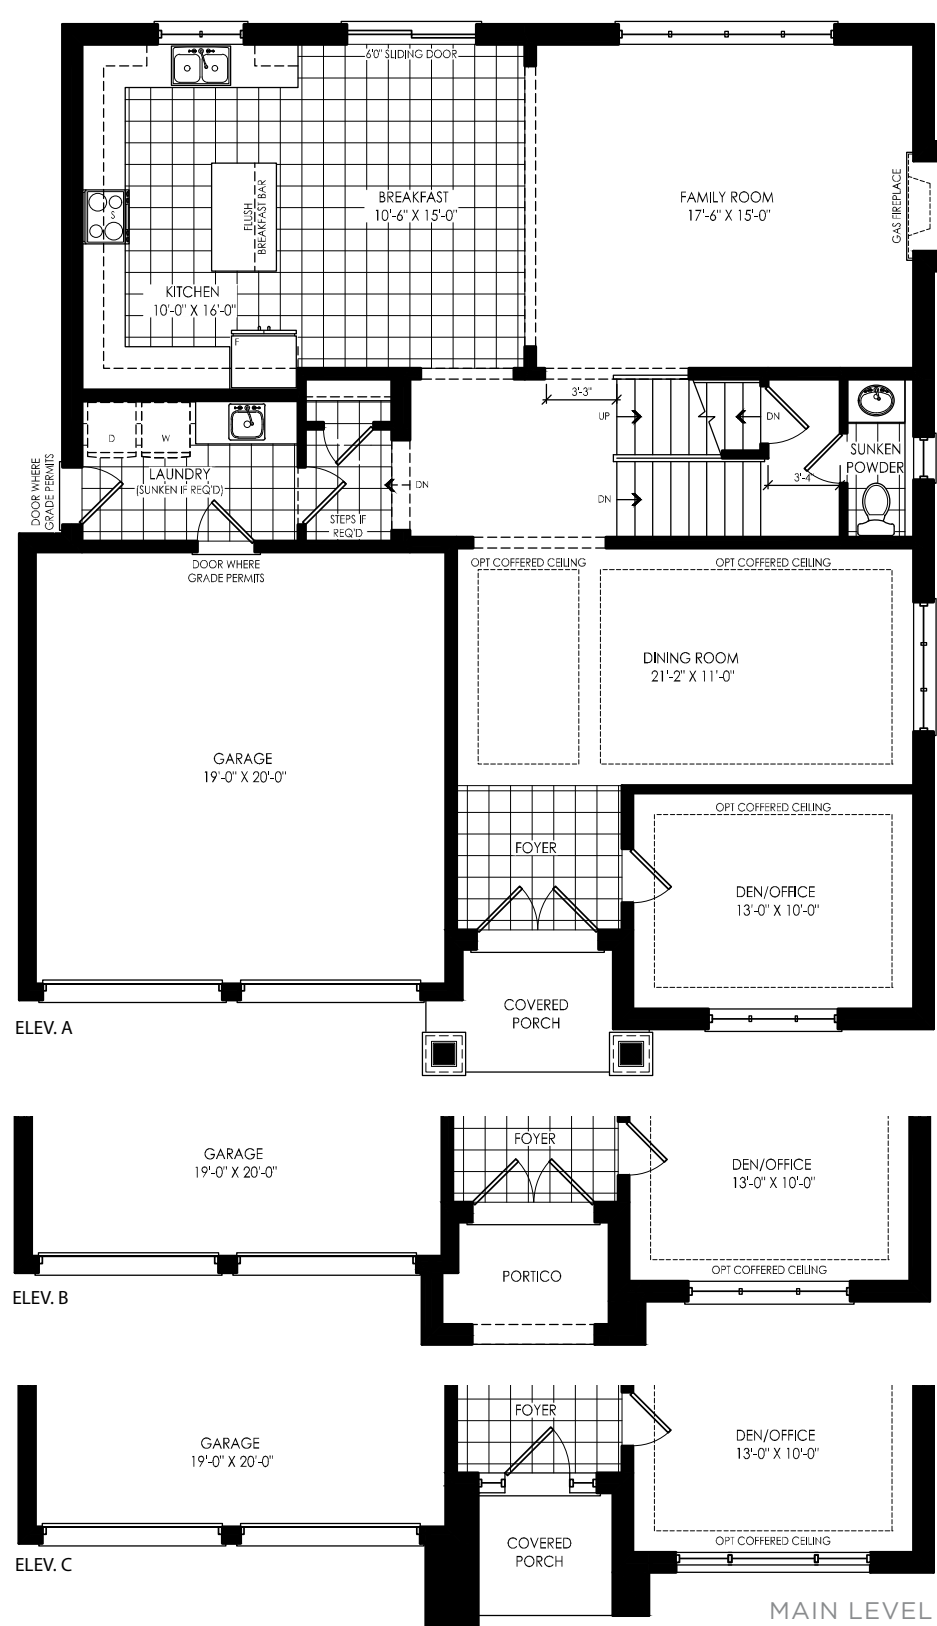 6'0" SLIDING DOOR
S
FLUSH
BREAKFAST BAR
BREAKFAST
10'-6" X 15'-0"
FAMILY ROOM
17'-6" X 15'-0"
GAS FIREPLACE
KITCHEN
10'-0" X 16'-0"
F
3'-3"
UP
DN
D
W
LAUNDRY
(SUNKEN IF REQ'D)
DOOR WHERE
GRADE PERMITS
DN
STEPS IF
REQ'D
DN
SUNKEN
POWDER
3'-4"
DOOR WHERE
GRADE PERMITS
OPT COFFERED CEILING
OPT COFFERED CEILING
DINING ROOM
21'-2" X 11'-0"
GARAGE
19'-0" X 20'-0"
FOYER
OPT COFFERED CEILING
DEN/OFFICE
13'-0" X 10'-0"
COVERED
PORCH
ELEV. A
GARAGE
19'-0" X 20'-0"
FOYER
DEN/OFFICE
13'-0" X 10'-0"
OPT COFFERED CEILING
PORTICO
ELEV. B
GARAGE
19'-0" X 20'-0"
FOYER
DEN/OFFICE
13'-0" X 10'-0"
OPT COFFERED CEILING
COVERED
PORCH
ELEV. C
MAIN LEVEL